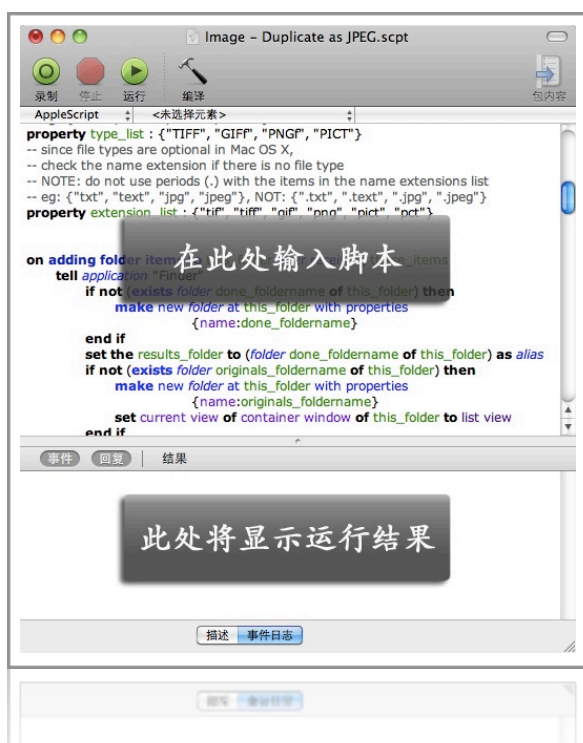 Image – Duplicate as JPEG.scpt
录制 停止 运行 编译 包内容
AppleScript <未选择元素>
property type_list : {"TIFF", "GIFf", "PNGf", "PICT"}
-- since file types are optional in Mac OS X,
-- check the name extension if there is no file type
-- NOTE: do not use periods (.) with the items in the name extensions list
-- eg: {"txt", "text", "jpg", "jpeg"}, NOT: {".txt", ".text", ".jpg", ".jpeg"}
property extension_list : {"tif", "tiff", "gif", "png", "pict", "pct"}
在此处输入脚本
on adding folder items
tell application "Finder"
if not (exists folder done_foldername of this_folder) then
make new folder at this_folder with properties
{name:done_foldername}
end if
set the results_folder to (folder done_foldername of this_folder) as alias
if not (exists folder originals_foldername of this_folder) then
make new folder at this_folder with properties
{name:originals_foldername}
set current view of container window of this_folder to list view
end if
事件 回复 结果
此处将显示运行结果
描述 事件日志